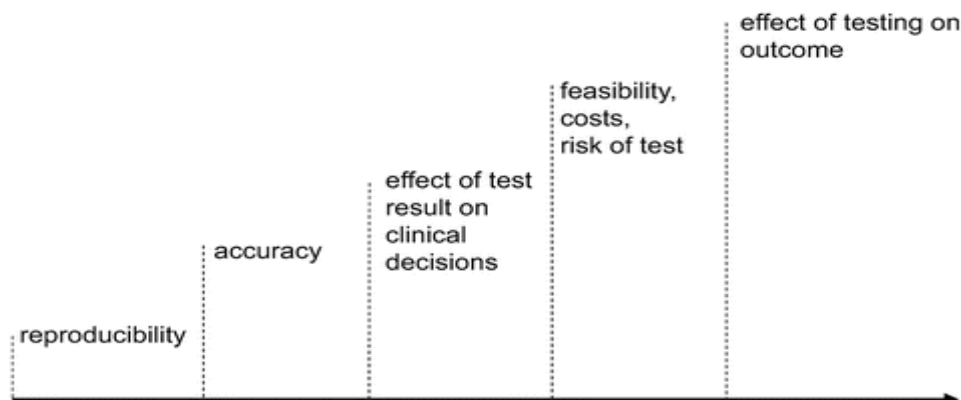 effect of testing on
outcome
feasibility,
costs,
risk of test
effect of test
result on
clinical
decisions
accuracy
reproducibility